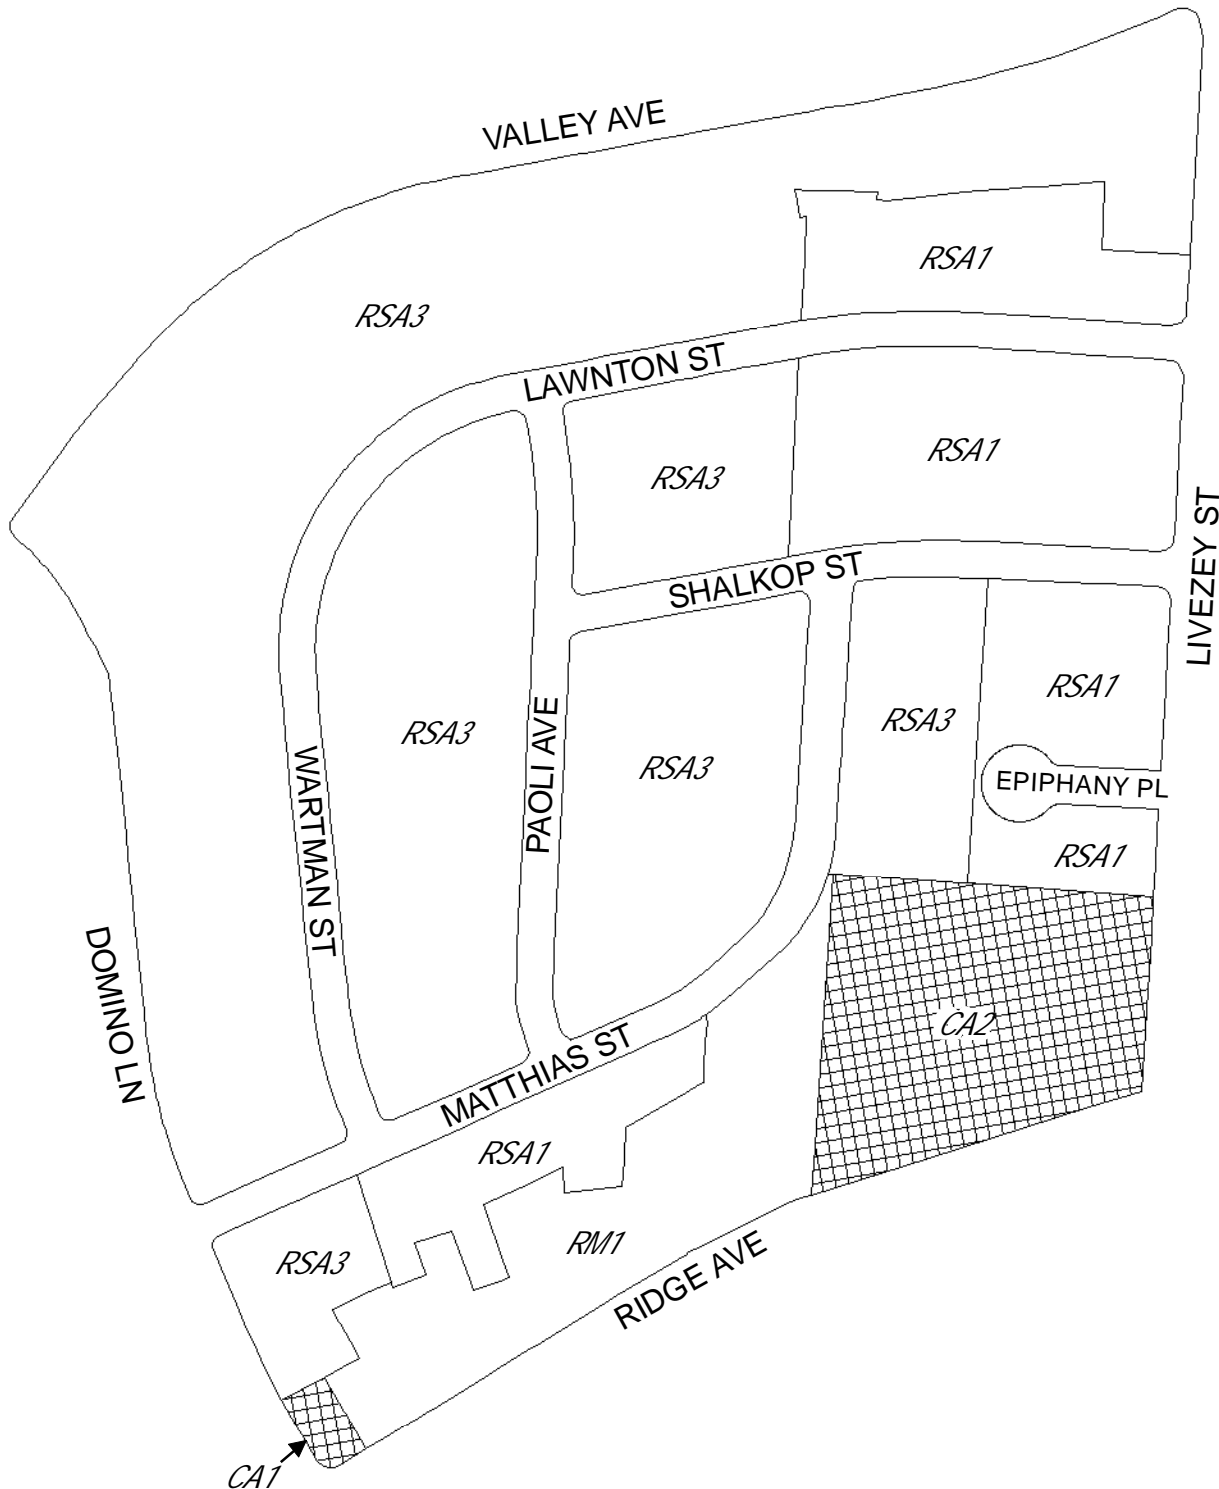 VALLEY AVE
RSA1
RSA3
LAWNTON ST
RSA1
RSA3
LIVEZEY ST
SHALKOP ST
RSA1
RSA3
RSA3
PAOLI AVE
RSA3
EPIPHANY PL
WARTMAN ST
RSA1
DOMINO LN
CA2
MATTHIAS ST
RSA1
RM1
RSA3
RIDGE AVE
CA1